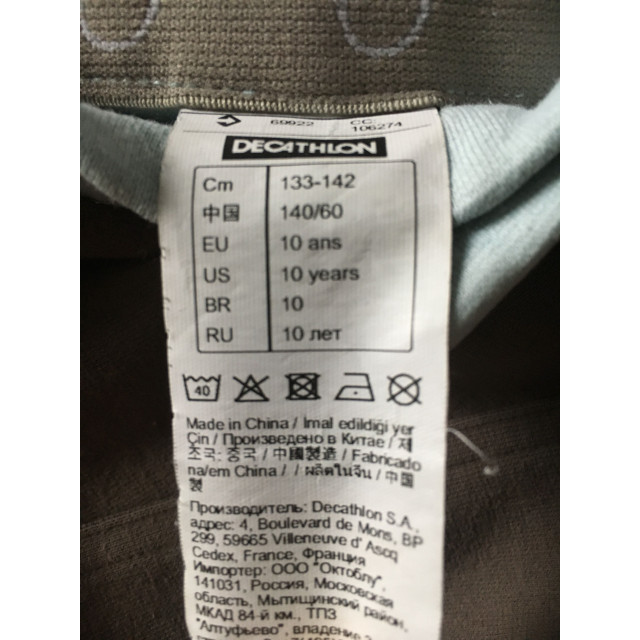 69922 CC:
106274
DECATHLON
Cm 133-142
中国 140/60
EU 10 ans
US 10 years
BR 10
RU 10 лет
40
Made in China / İmal edildiği yer
Çin / Произведено в Китае / 제
조국: 중국 / 中國製造 / Fabricado
na/em China / / ผลิตในจีน / 中国
製
Производитель: Decathlon S.A.,
адрес: 4, Boulevard de Mons, BP
299, 59665 Villeneuve d' Ascq
Cedex, France, Франция
Импортер: ООО "Октоблу",
141031, Россия, Московская
область, Мытищинский район,
МКАД 84-й км., ТПЗ
"Алтуфьево", владение